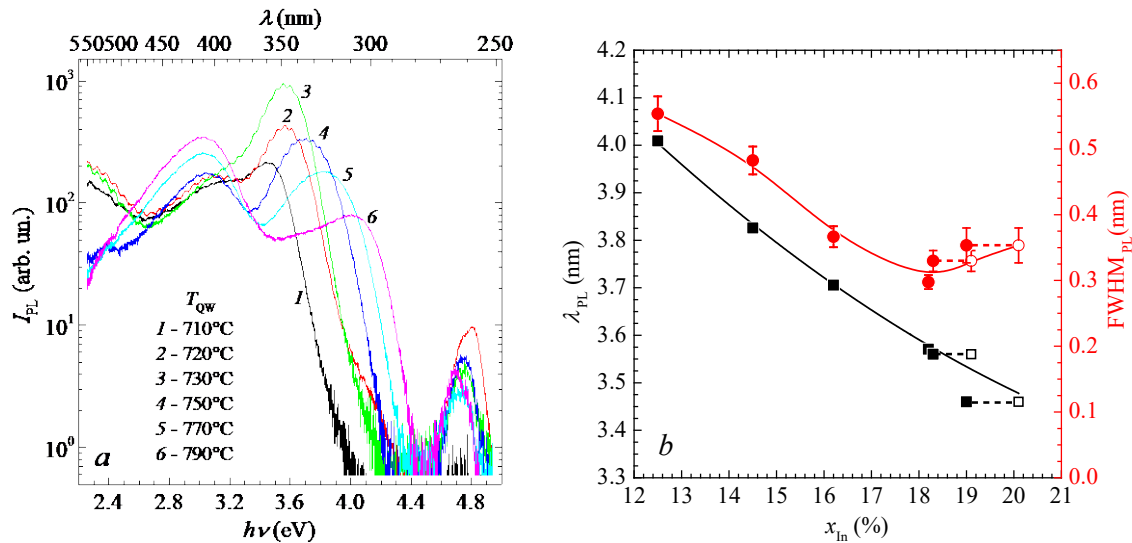 λ (nm)
550 500 450 400 350 300 250
10³
10²
10¹
10⁰
I_PL (arb. un.)
3
2
4
5
6
1
T_QW
1 - 710°C
2 - 720°C
3 - 730°C
4 - 750°C
5 - 770°C
6 - 790°C
a
2.4 2.8 3.2 3.6 4.0 4.4 4.8
hν (eV)
4.2
4.1
4.0
3.9
3.8
3.7
3.6
3.5
3.4
3.3
λ_PL (nm)
b
12 13 14 15 16 17 18 19 20 21
x_In (%)
0.6
0.5
0.4
0.3
0.2
0.1
0.0
FWHM_PL (nm)